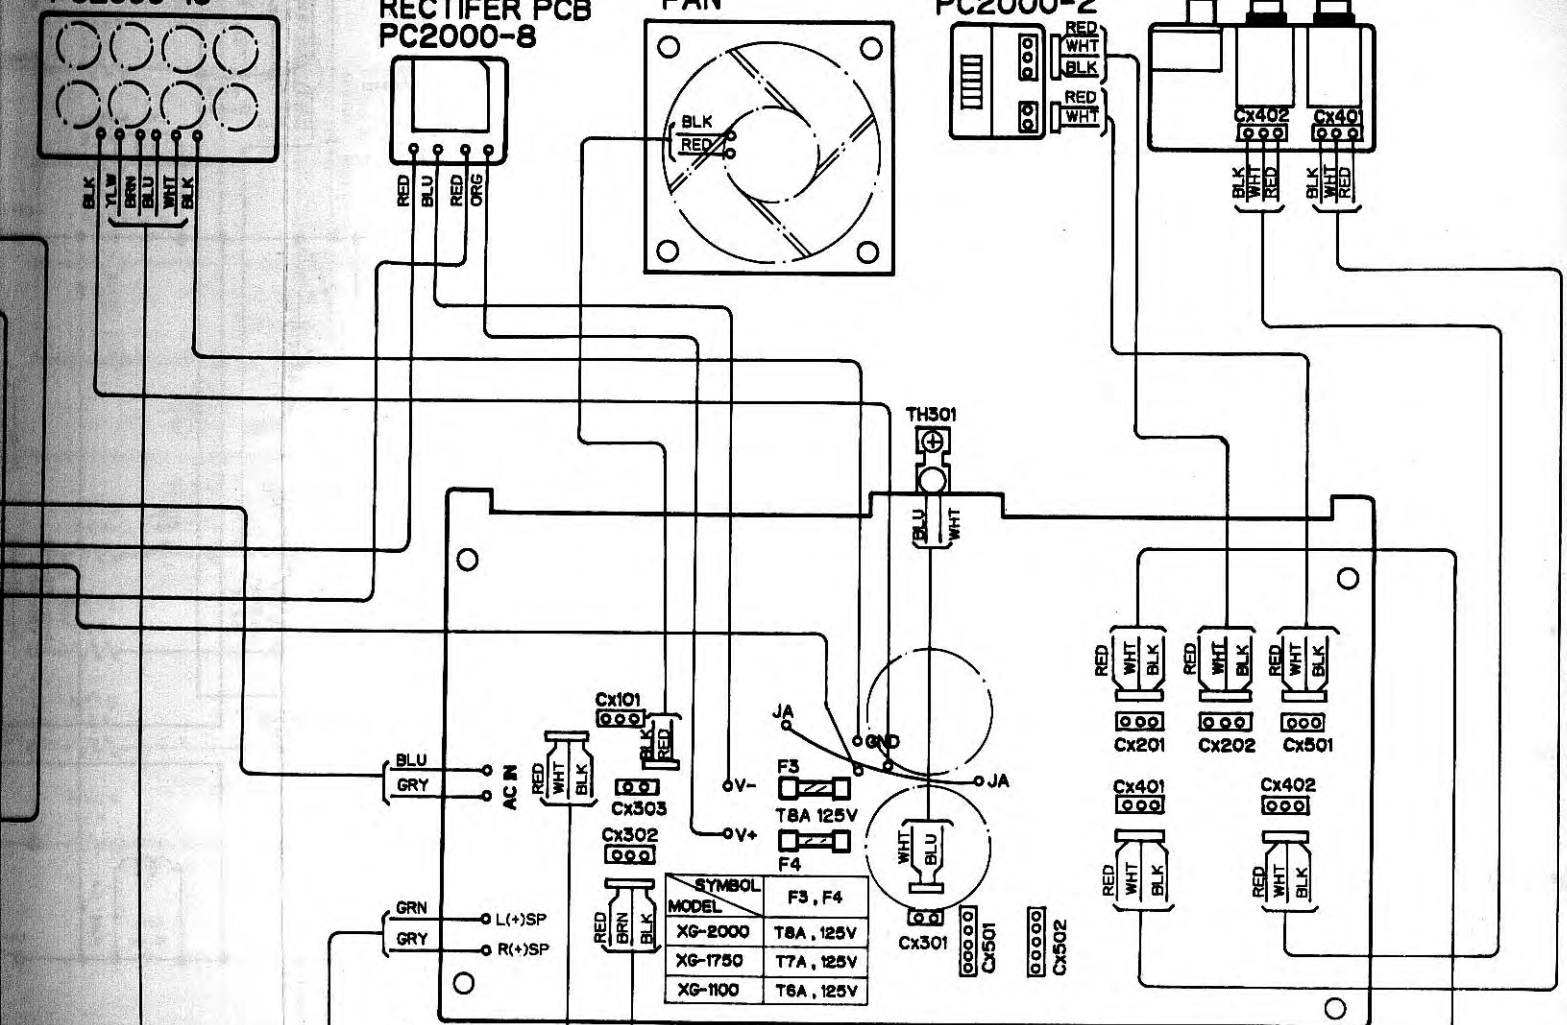 RECTIFER PCB
PC2000-8
FAN
PC2000-2
RED
WHT
BLK
RED
WHT
Cx402
Cx401
BLK
RED
BLK
YLW
BRN
BLU
WHT
BLK
RED
BLU
RED
ORG
BLK
WHT
RED
BLK
WHT
RED
TH301
BLU
WHT
RED
WHT
BLK
RED
WHT
BLK
RED
WHT
BLK
Cx101
BLK
RED
JA
GND
Cx201
Cx202
Cx501
BLU
GRY
AC IN
RED
WHT
BLK
Cx303
V-
F3
T8A 125V
JA
Cx401
Cx402
Cx302
V+
F4
WHT
BLU
RED
WHT
BLK
RED
WHT
BLK
SYMBOL
MODEL
F3, F4
XG-2000 T8A, 125V
XG-1750 T7A, 125V
XG-1100 T6A, 125V
GRN
L(+)SP
GRY
R(+)SP
RED
BRN
BLK
Cx301
Cx501
Cx502